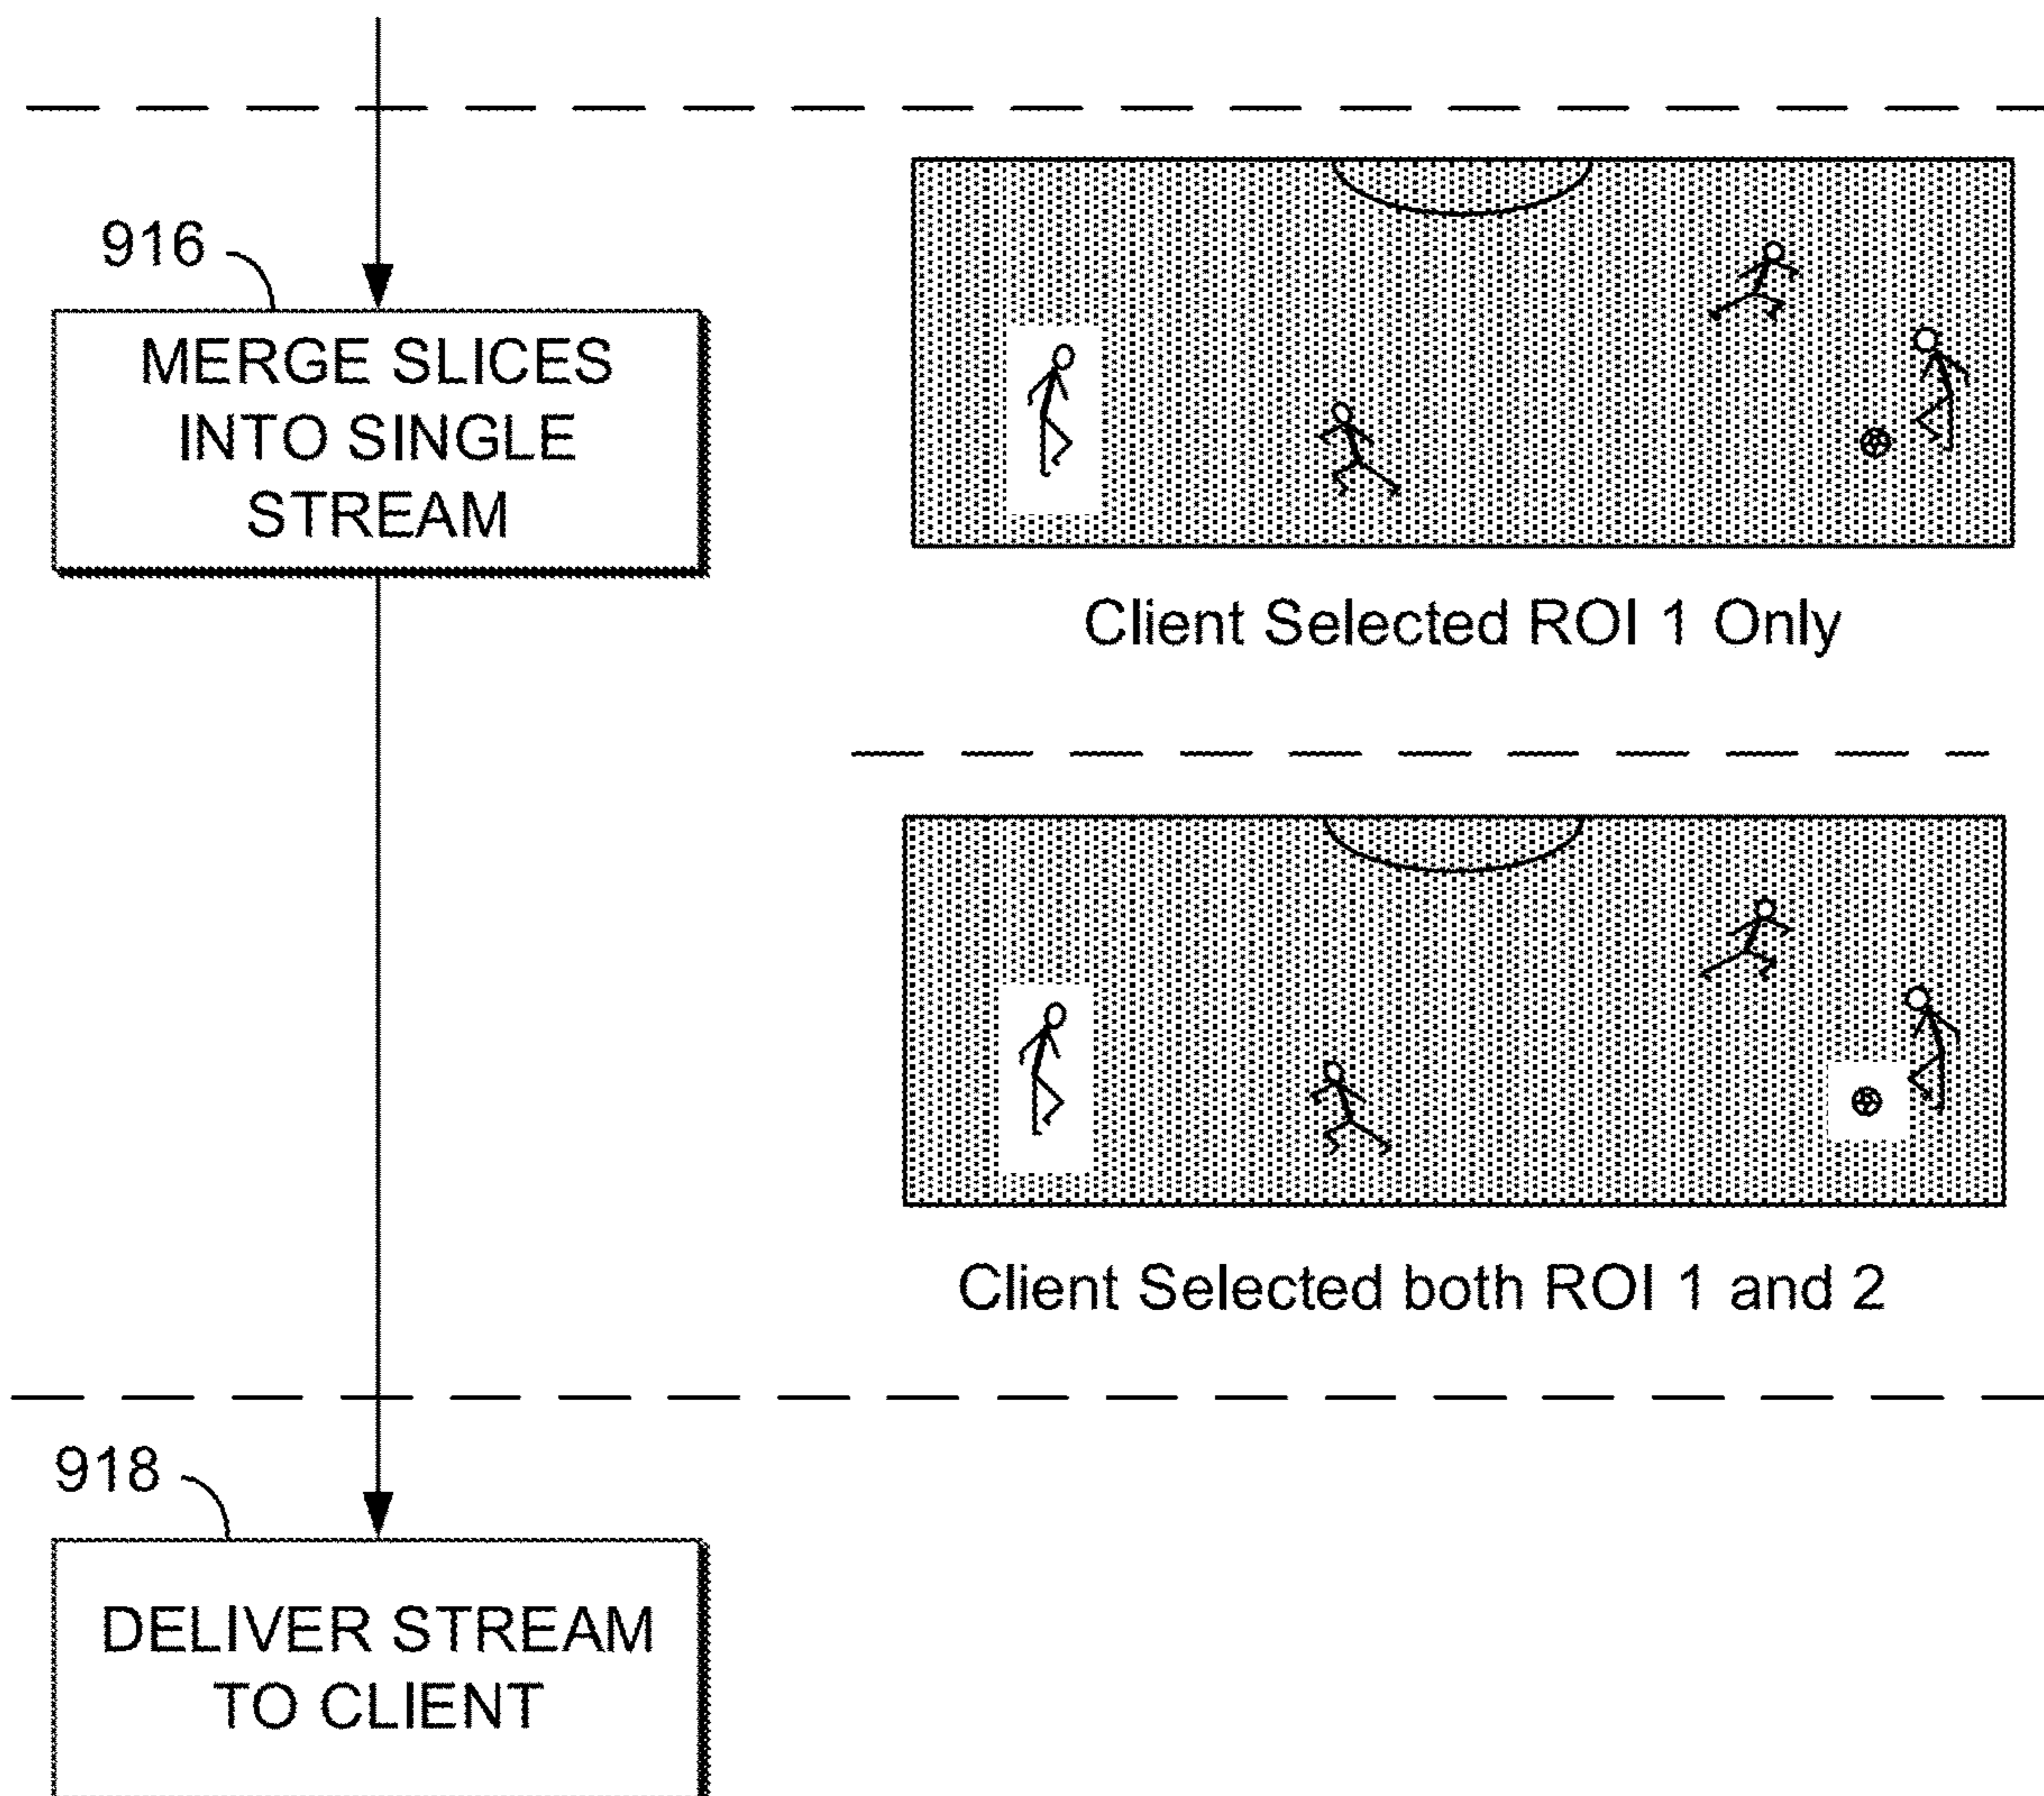 916
MERGE SLICES
INTO SINGLE
STREAM
Client Selected ROI 1 Only
Client Selected both ROI 1 and 2
918
DELIVER STREAM
TO CLIENT